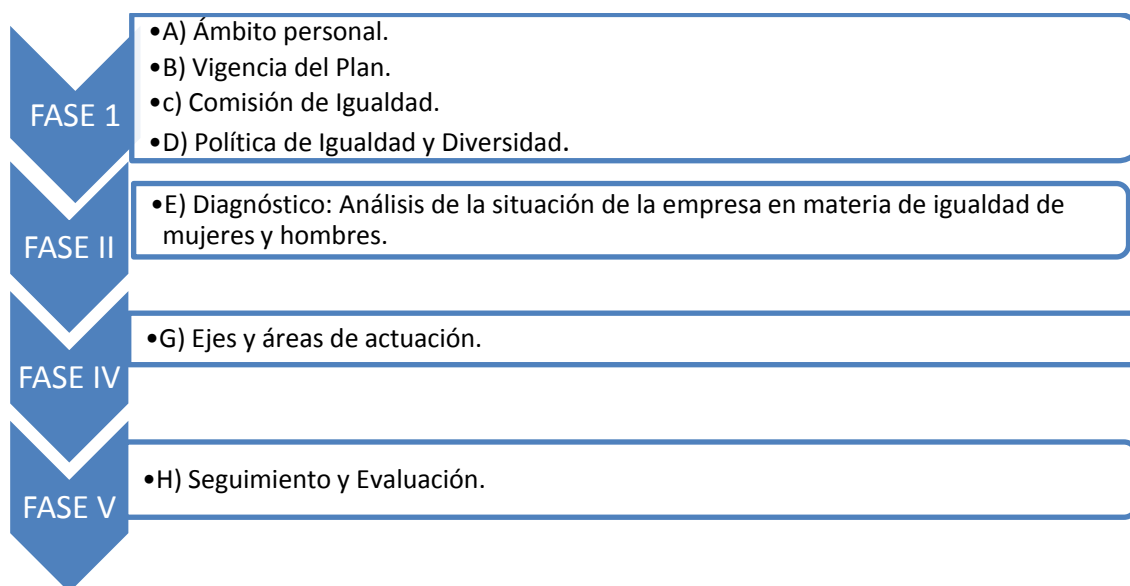 FASE 1
•A) Ámbito personal.
•B) Vigencia del Plan.
•c) Comisión de Igualdad.
•D) Política de Igualdad y Diversidad.
FASE II
•E) Diagnóstico: Análisis de la situación de la empresa en materia de igualdad de
mujeres y hombres.
FASE IV
•G) Ejes y áreas de actuación.
FASE V
•H) Seguimiento y Evaluación.